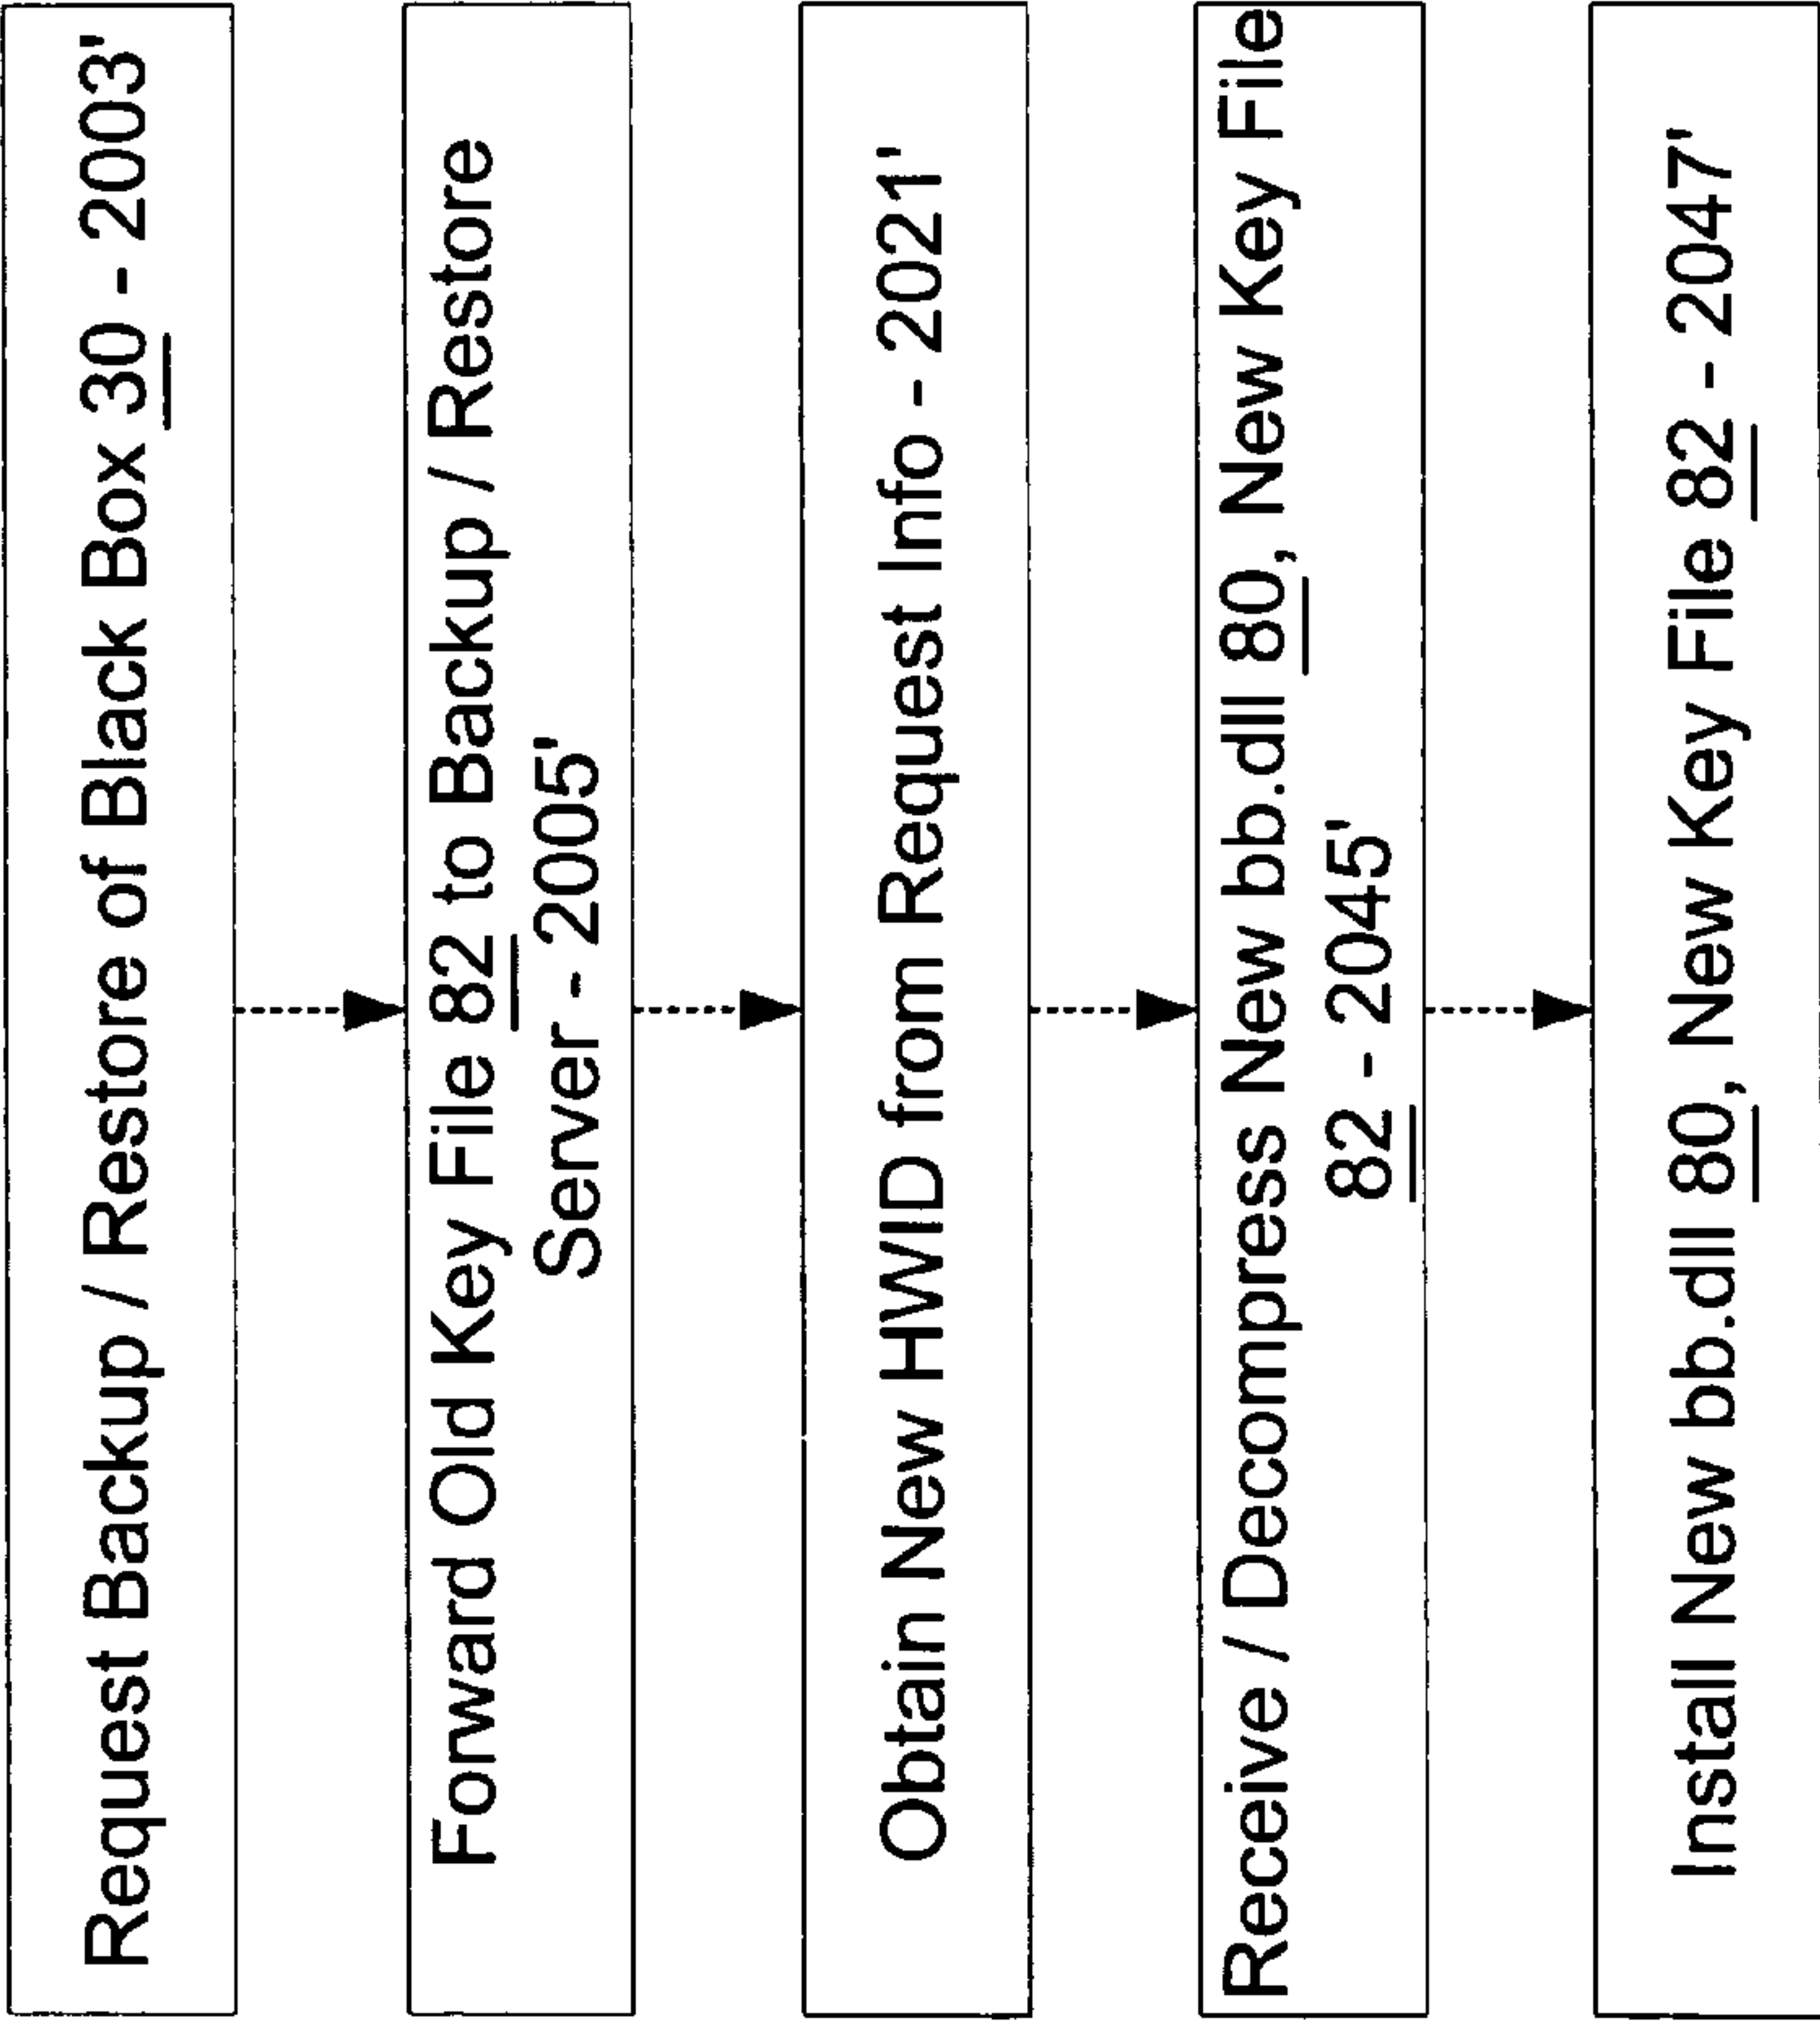 Request Backup / Restore of Black Box 30 - 2003'
Forward Old Key File 82 to Backup / Restore
Server - 2005'
Obtain New HWID from Request Info - 2021'
Receive / Decompress New bb.dll 80, New Key File
82 - 2045'
Install New bb.dll 80, New Key File 82 - 2047'